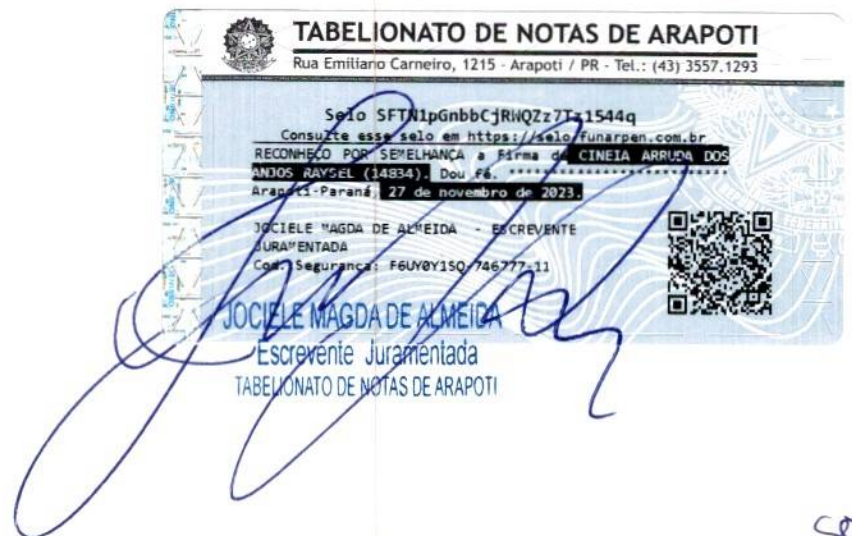 TABELIONATO DE NOTAS DE ARAPOTI
Rua Emiliano Carneiro, 1215 - Arapoti / PR - Tel.: (43) 3557.1293
Selo SFTN1pGnbbCjRWQZz7Tz1544q
Consulte esse selo em https://selo.funarpen.com.br
RECONHEÇO POR SEMELHANÇA a Firma de CINEIA ARRUDA DOS
ANJOS RAYSEL (14834). Dou fé. ****************************
Arapoti-Paraná, 27 de novembro de 2023.
JOCIELE MAGDA DE ALMEIDA - ESCREVENTE
JURAMENTADA
Cod. Segurança: F6UY0Y1SQ-746777-11
JOCIELE MAGDA DE ALMEIDA
Escrevente Juramentada
TABELIONATO DE NOTAS DE ARAPOTI